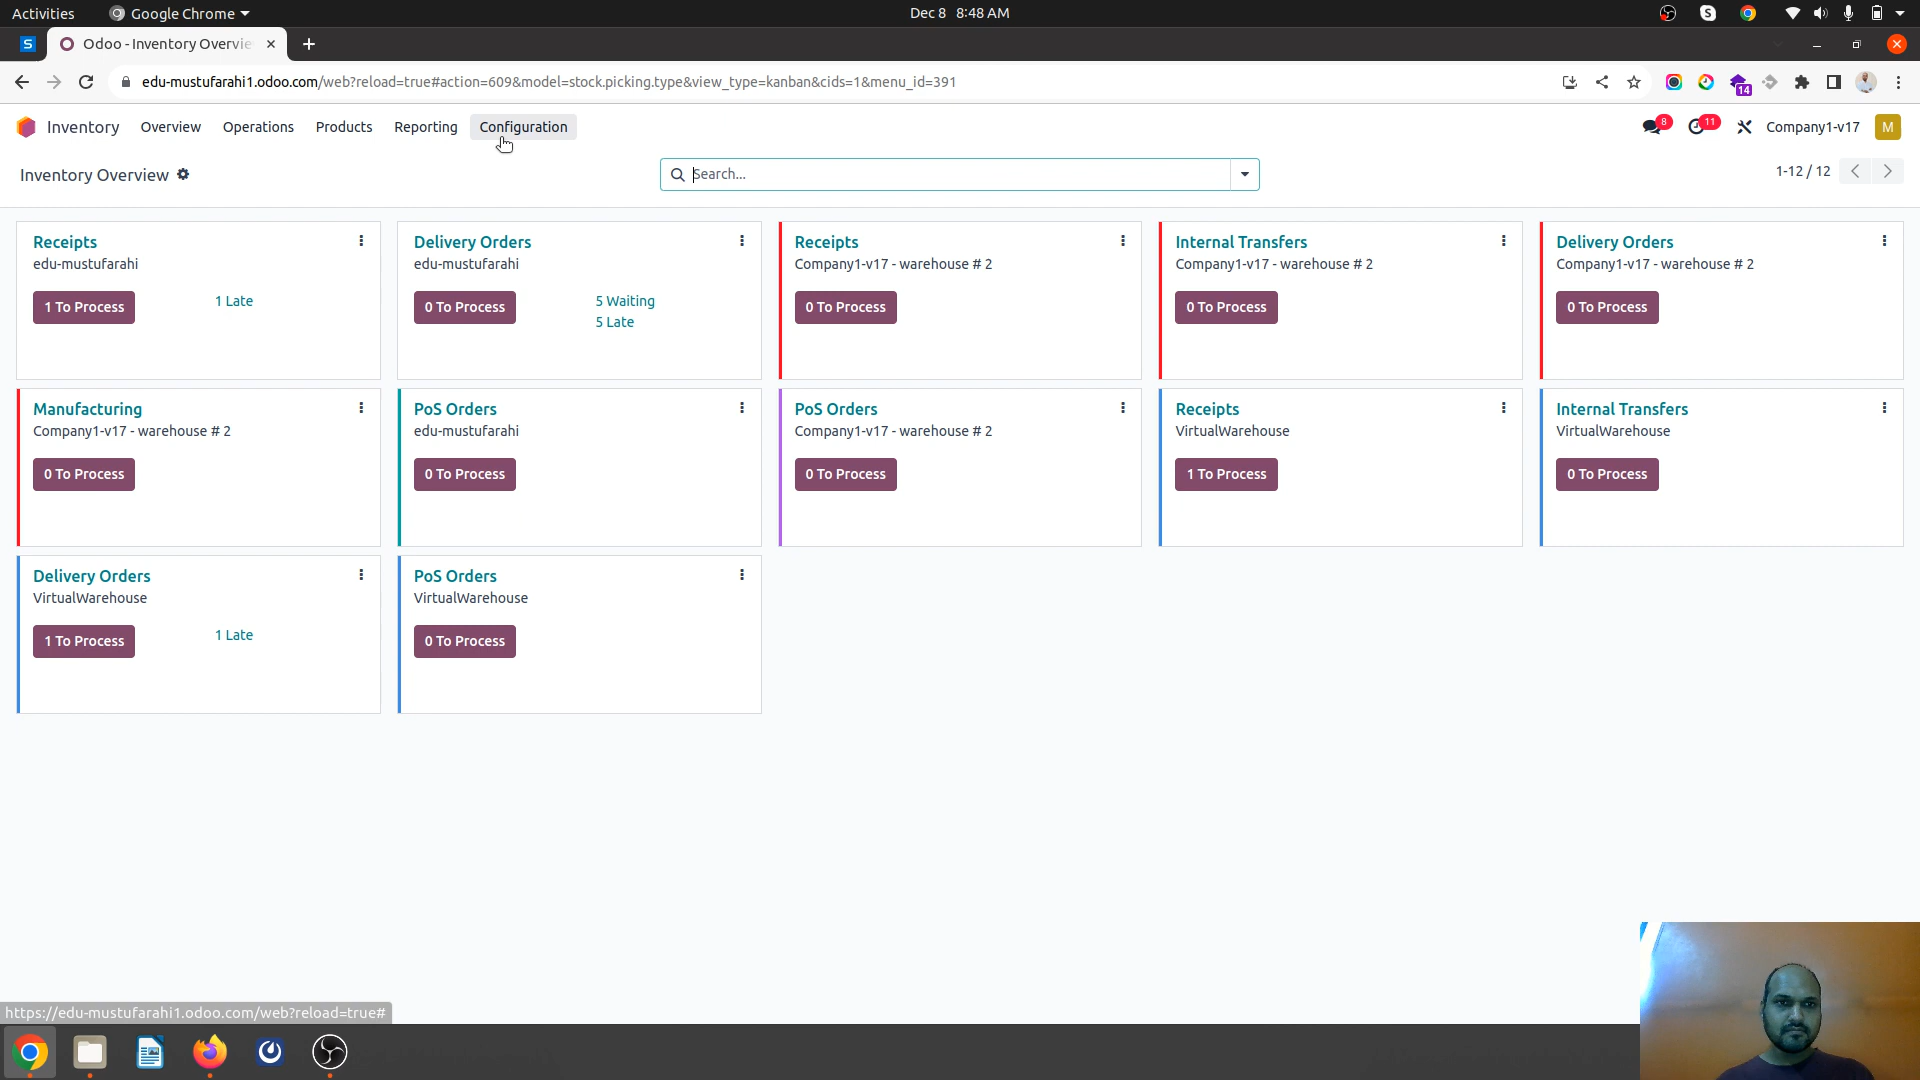 Activities
Google Chrome
Dec 8 8:48 AM
S
S
Odoo - Inventory Overvie
edu-mustufarahi1.odoo.com/web?reload=true#action=609&model=stock.picking.type&view_type=kanban&cids=1&menu_id=391
14
Inventory
Overview
Operations
Products
Reporting
Configuration
8
11
Company1-v17
M
Inventory Overview
Search...
1-12 / 12
Receipts
edu-mustufarahi
1 To Process
1 Late
Delivery Orders
edu-mustufarahi
0 To Process
5 Waiting
5 Late
Receipts
Company1-v17 - warehouse # 2
0 To Process
Internal Transfers
Company1-v17 - warehouse # 2
0 To Process
Delivery Orders
Company1-v17 - warehouse # 2
0 To Process
Manufacturing
Company1-v17 - warehouse # 2
0 To Process
PoS Orders
edu-mustufarahi
0 To Process
PoS Orders
Company1-v17 - warehouse # 2
0 To Process
Receipts
VirtualWarehouse
1 To Process
Internal Transfers
VirtualWarehouse
0 To Process
Delivery Orders
VirtualWarehouse
1 To Process
1 Late
PoS Orders
VirtualWarehouse
0 To Process
https://edu-mustufarahi1.odoo.com/web?reload=true#